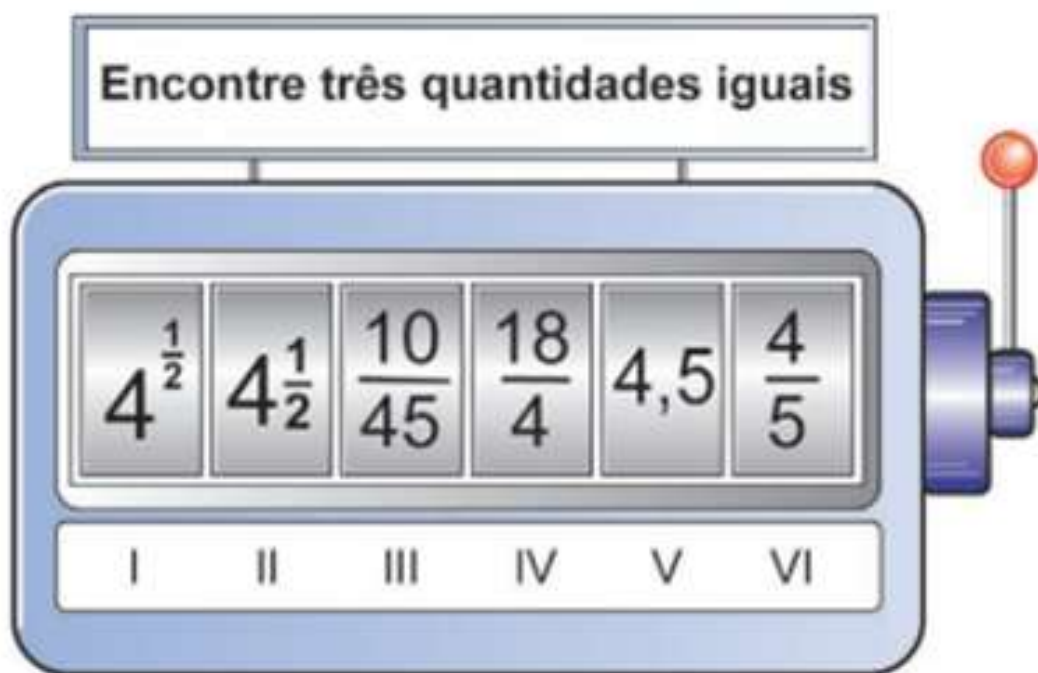 Encontre três quantidades iguais
4^{1/2} 4 1/2 10/45 18/4 4,5 4/5
I II III IV V VI